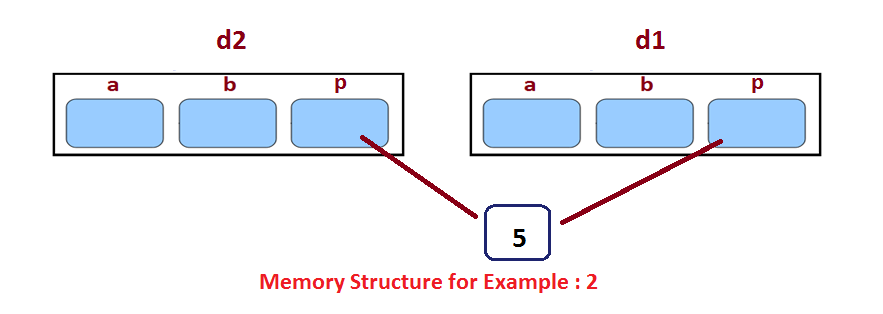 d2 d1
a b p a b p
5
Memory Structure for Example : 2